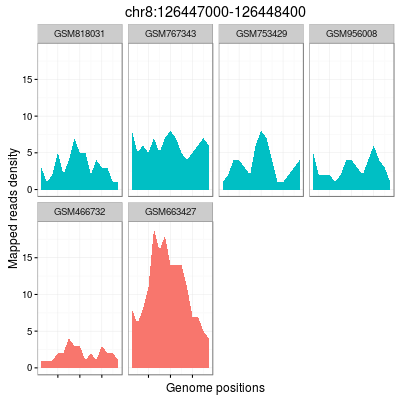 chr8:126447000-126448400
GSM818031 GSM767343 GSM753429 GSM956008
15
10
5
0
Mapped reads density
GSM466732 GSM663427
15
10
5
0
Genome positions